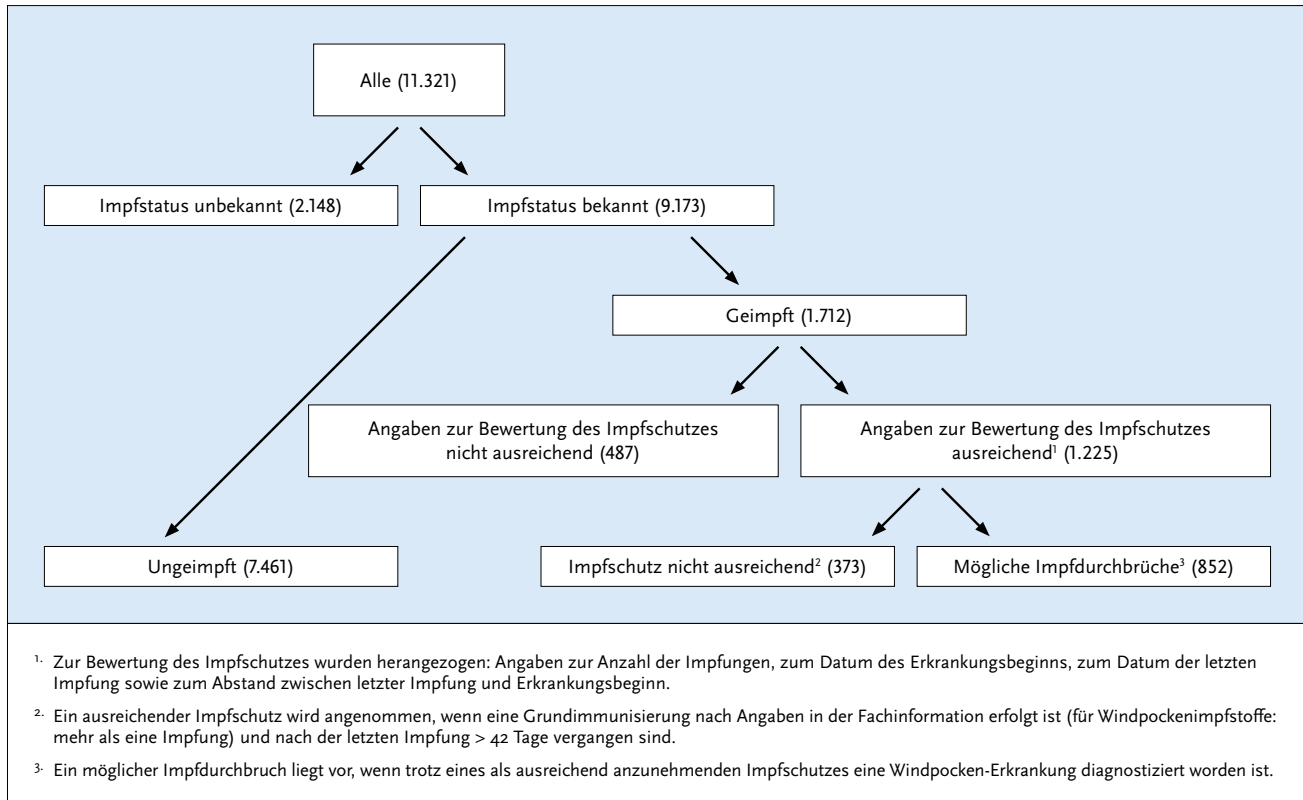 Alle (11.321)
Impfstatus unbekannt (2.148)
Impfstatus bekannt (9.173)
Geimpft (1.712)
Angaben zur Bewertung des Impfschutzes
nicht ausreichend (487)
Angaben zur Bewertung des Impfschutzes
ausreichend¹ (1.225)
Ungeimpft (7.461)
Impfschutz nicht ausreichend² (373)
Mögliche Impfdurchbrüche³ (852)
1. Zur Bewertung des Impfschutzes wurden herangezogen: Angaben zur Anzahl der Impfungen, zum Datum des Erkrankungsbeginns, zum Datum der letzten
Impfung sowie zum Abstand zwischen letzter Impfung und Erkrankungsbeginn.
2. Ein ausreichender Impfschutz wird angenommen, wenn eine Grundimmunisierung nach Angaben in der Fachinformation erfolgt ist (für Windpockenimpfstoffe:
mehr als eine Impfung) und nach der letzten Impfung > 42 Tage vergangen sind.
3. Ein möglicher Impfdurchbruch liegt vor, wenn trotz eines als ausreichend anzunehmenden Impfschutzes eine Windpocken-Erkrankung diagnostiziert worden ist.